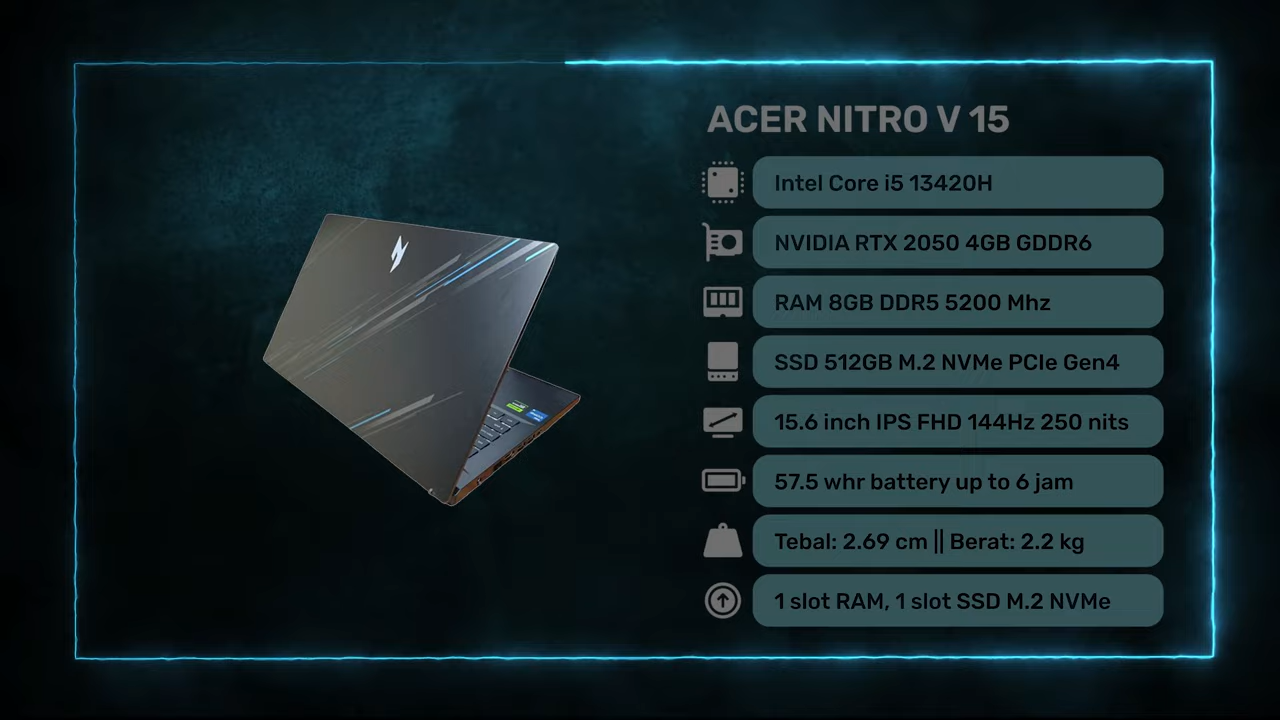 ACER NITRO V 15
Intel Core i5 13420H
NVIDIA RTX 2050 4GB GDDR6
RAM 8GB DDR5 5200 Mhz
SSD 512GB M.2 NVMe PCIe Gen4
15.6 inch IPS FHD 144Hz 250 nits
57.5 whr battery up to 6 jam
Tebal: 2.69 cm || Berat: 2.2 kg
1 slot RAM, 1 slot SSD M.2 NVMe